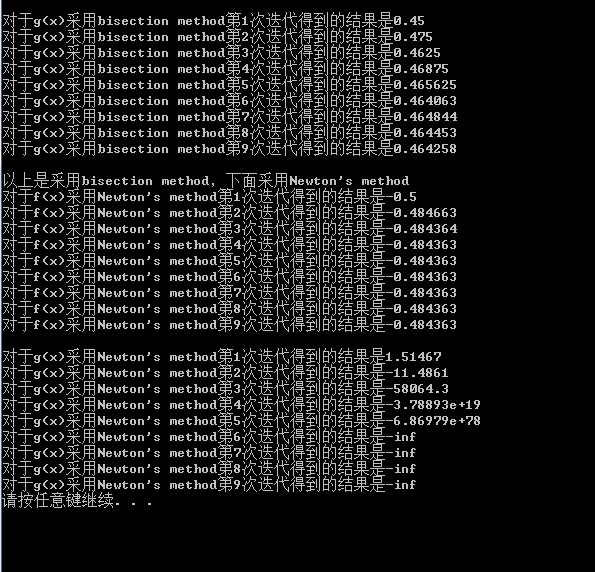 对于g(x)采用bisection method第1次迭代得到的结果是0.45
对于g(x)采用bisection method第2次迭代得到的结果是0.475
对于g(x)采用bisection method第3次迭代得到的结果是0.4625
对于g(x)采用bisection method第4次迭代得到的结果是0.46875
对于g(x)采用bisection method第5次迭代得到的结果是0.465625
对于g(x)采用bisection method第6次迭代得到的结果是0.464063
对于g(x)采用bisection method第7次迭代得到的结果是0.464844
对于g(x)采用bisection method第8次迭代得到的结果是0.464453
对于g(x)采用bisection method第9次迭代得到的结果是0.464258
以上是采用bisection method, 下面采用Newton's method
对于f(x)采用Newton's method第1次迭代得到的结果是-0.5
对于f(x)采用Newton's method第2次迭代得到的结果是-0.484663
对于f(x)采用Newton's method第3次迭代得到的结果是-0.484364
对于f(x)采用Newton's method第4次迭代得到的结果是-0.484363
对于f(x)采用Newton's method第5次迭代得到的结果是-0.484363
对于f(x)采用Newton's method第6次迭代得到的结果是-0.484363
对于f(x)采用Newton's method第7次迭代得到的结果是-0.484363
对于f(x)采用Newton's method第8次迭代得到的结果是-0.484363
对于f(x)采用Newton's method第9次迭代得到的结果是-0.484363
对于g(x)采用Newton's method第1次迭代得到的结果是1.51467
对于g(x)采用Newton's method第2次迭代得到的结果是-11.4861
对于g(x)采用Newton's method第3次迭代得到的结果是-58064.3
对于g(x)采用Newton's method第4次迭代得到的结果是-3.78893e+19
对于g(x)采用Newton's method第5次迭代得到的结果是-6.86979e+78
对于g(x)采用Newton's method第6次迭代得到的结果是-inf
对于g(x)采用Newton's method第7次迭代得到的结果是-inf
对于g(x)采用Newton's method第8次迭代得到的结果是-inf
对于g(x)采用Newton's method第9次迭代得到的结果是-inf
请按任意键继续. . .